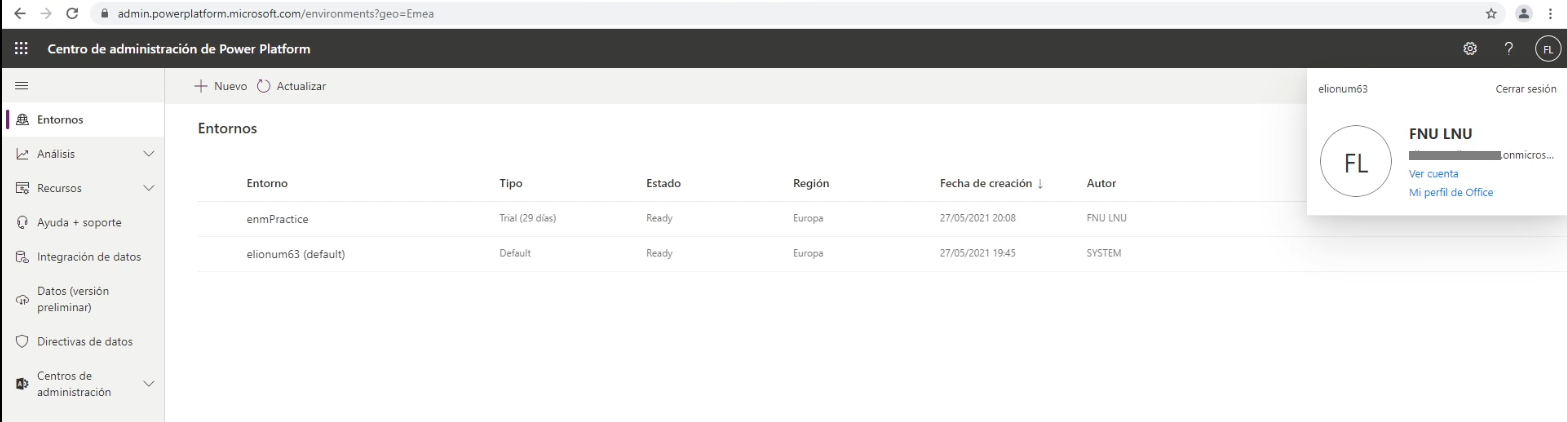 admin.powerplatform.microsoft.com/environments?geo=Emea
Centro de administración de Power Platform
? FL
Nuevo Actualizar
elionum63 Cerrar sesión
Entornos
Entornos
FL
FNU LNU
.onmicros...
Ver cuenta
Mi perfil de Office
Análisis
Recursos
Ayuda + soporte
Integración de datos
Datos (versión
preliminar)
Directivas de datos
Centros de
administración
Entorno Tipo Estado Región Fecha de creación ↓ Autor
enmPractice Trial (29 días) Ready Europa 27/05/2021 20:08 FNU LNU
elionum63 (default) Default Ready Europa 27/05/2021 19:45 SYSTEM